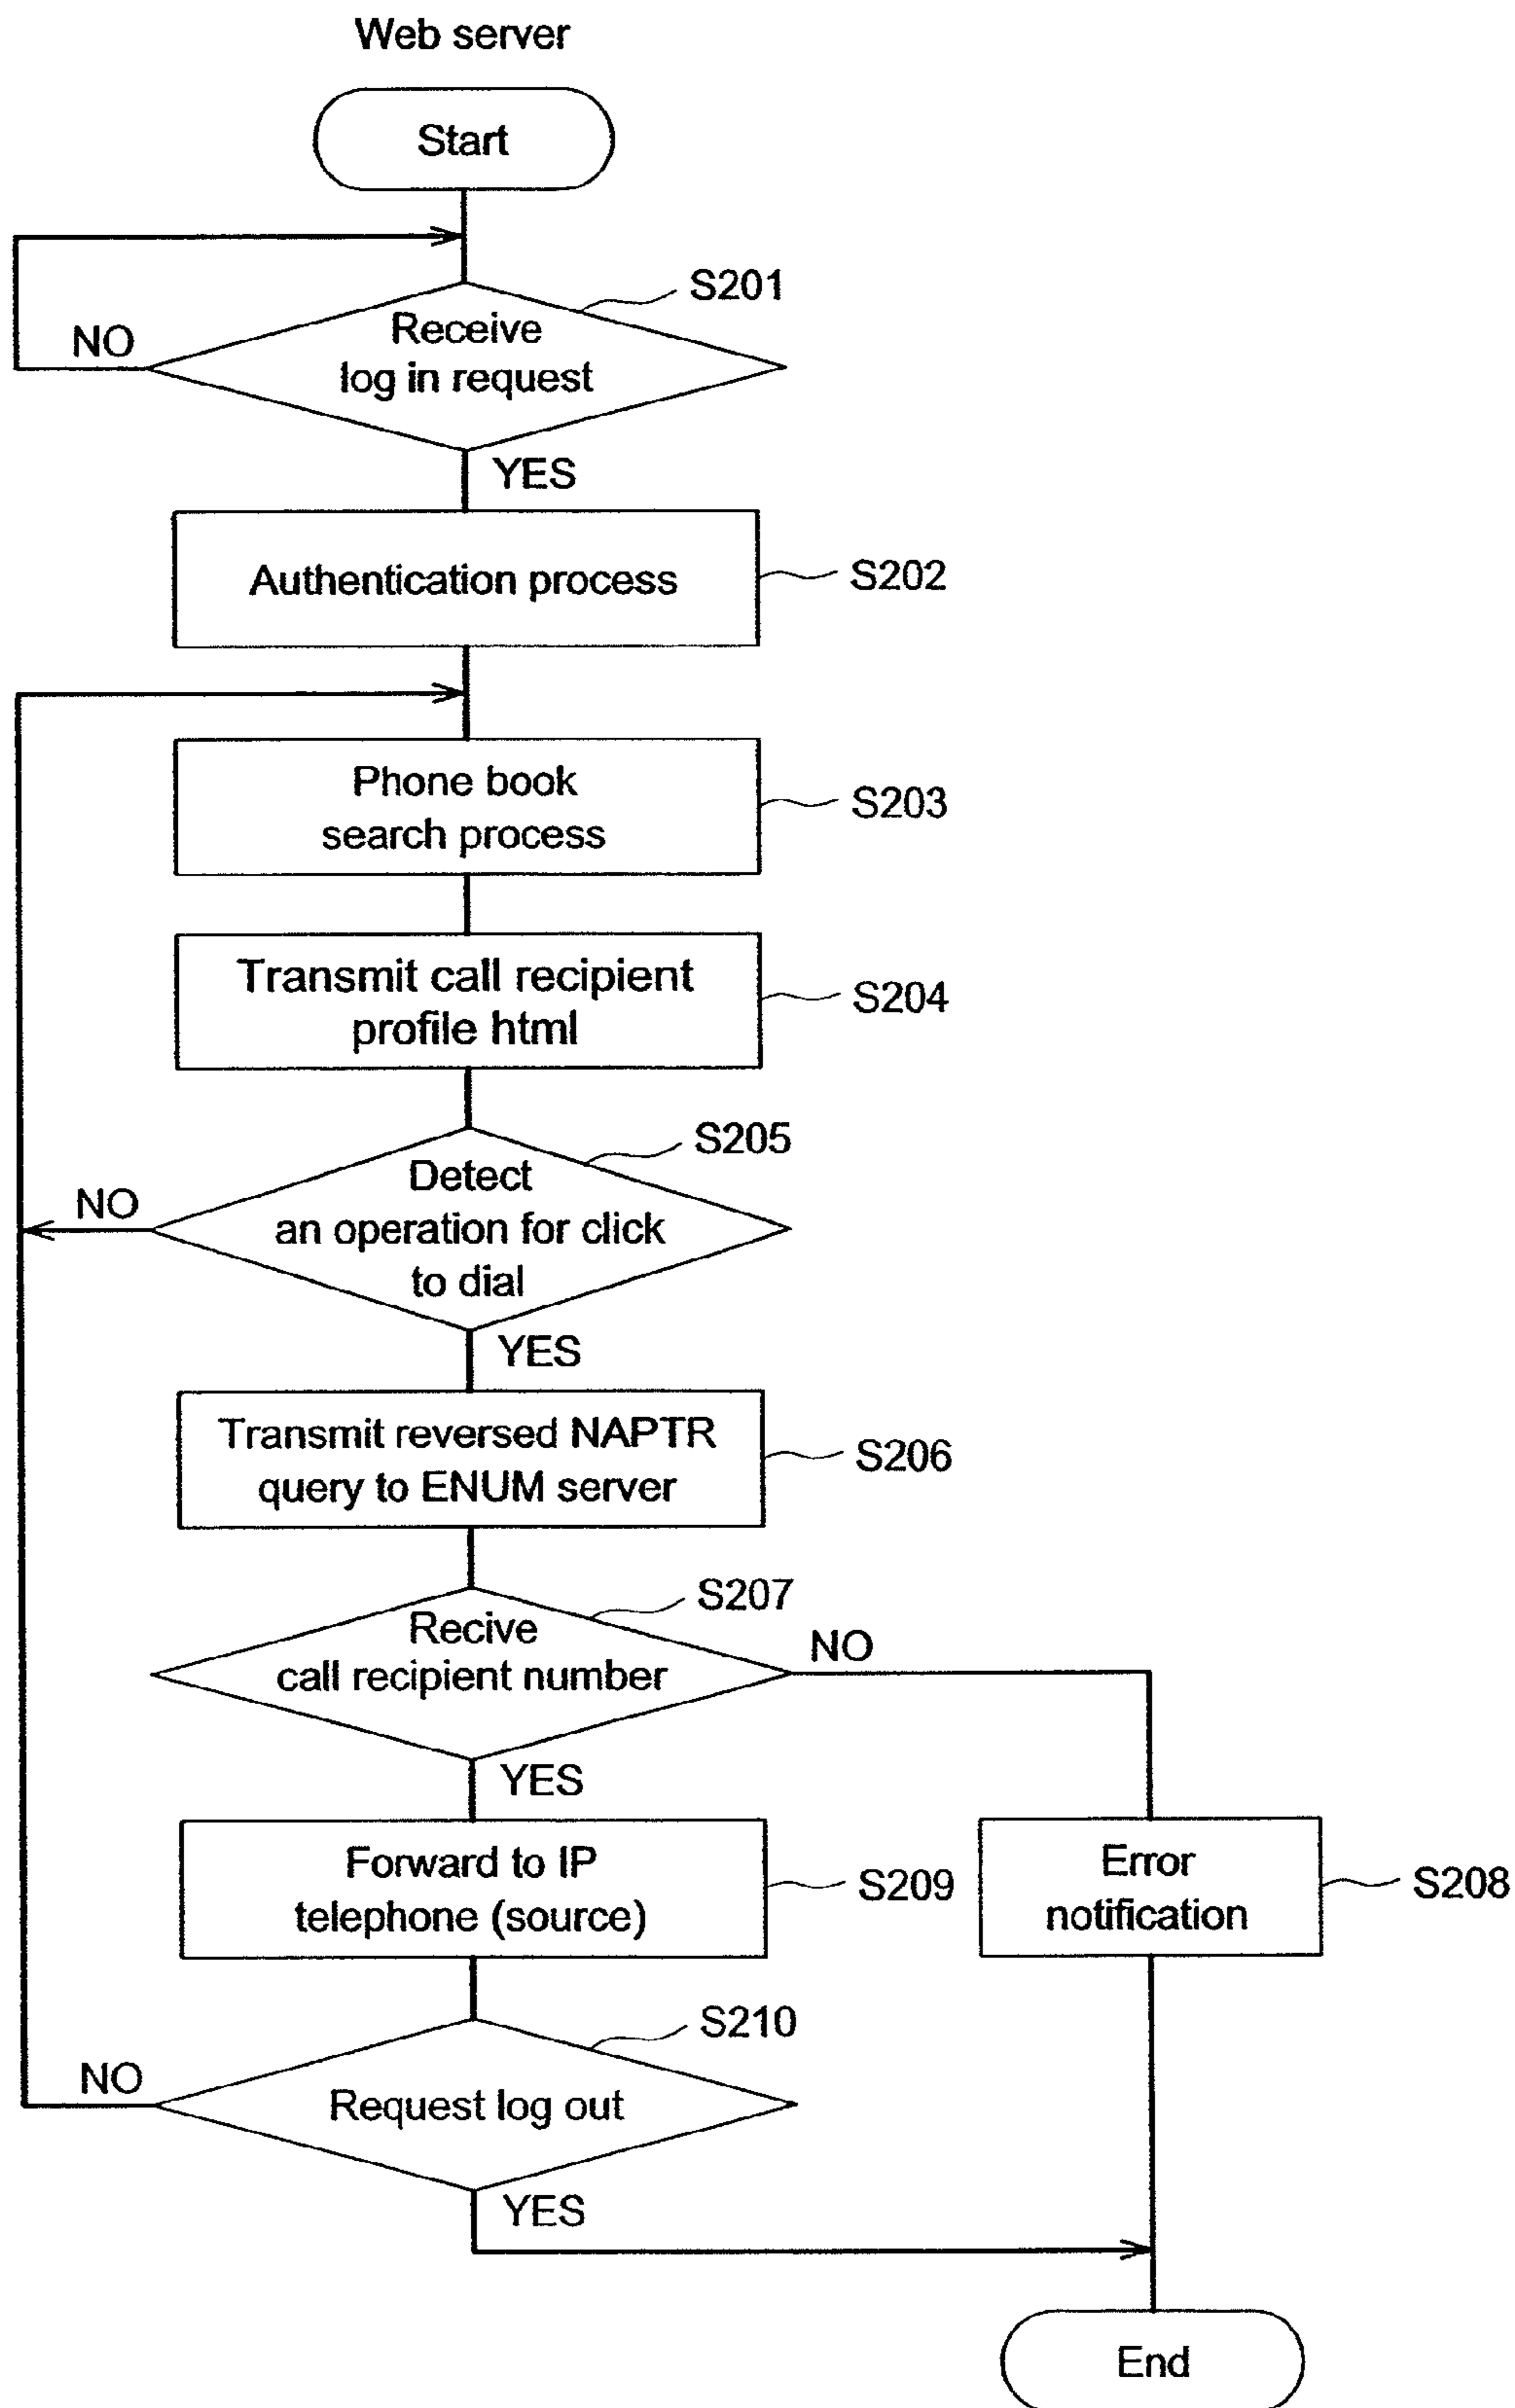 Web server
Start
S201
Receive
log in request
NO
YES
Authentication process
S202
Phone book
search process
S203
Transmit call recipient
profile html
S204
S205
Detect
an operation for click
to dial
NO
YES
Transmit reversed NAPTR
query to ENUM server
S206
S207
Recive
call recipient number
NO
YES
Forward to IP
telephone (source)
S209
Error
notification
S208
S210
Request log out
NO
YES
End